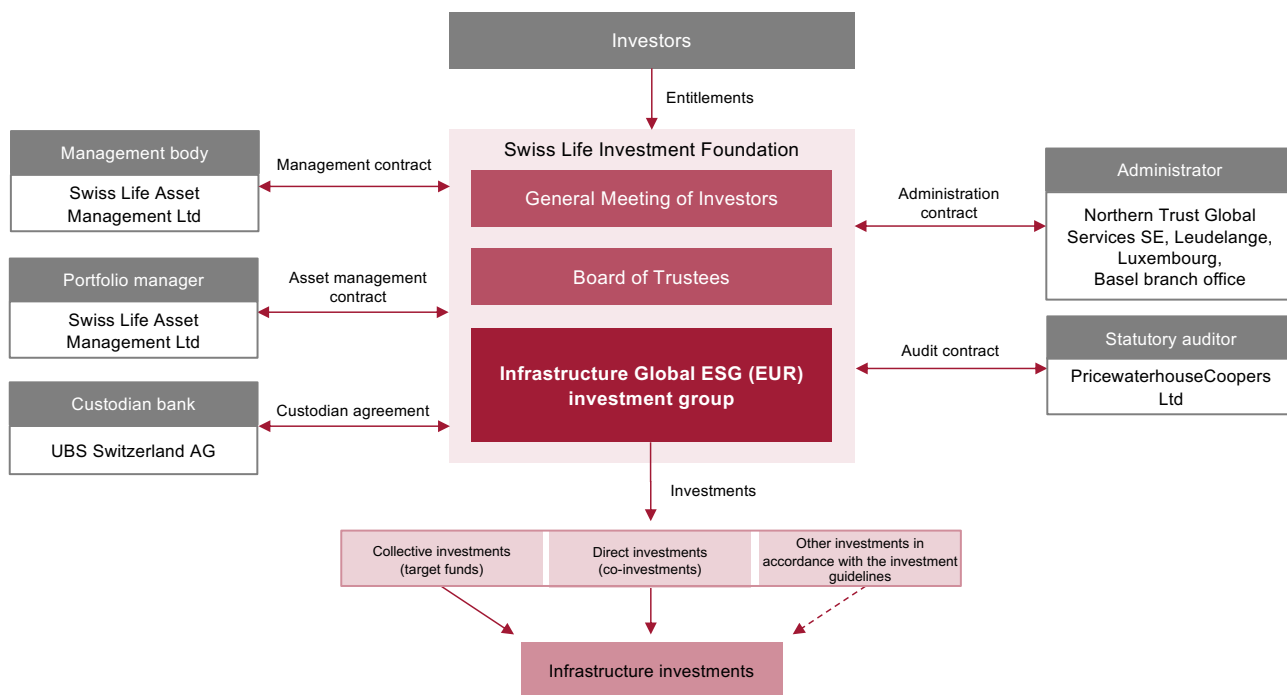 Investors
Entitlements
Management body
Swiss Life Asset
Management Ltd
Management contract
Portfolio manager
Swiss Life Asset
Management Ltd
Asset management
contract
Custodian bank
UBS Switzerland AG
Custodian agreement
Swiss Life Investment Foundation
General Meeting of Investors
Board of Trustees
Infrastructure Global ESG (EUR)
investment group
Administration
contract
Administrator
Northern Trust Global
Services SE, Leudelange,
Luxembourg,
Basel branch office
Audit contract
Statutory auditor
PricewaterhouseCoopers
Ltd
Investments
Collective investments
(target funds)
Direct investments
(co-investments)
Other investments in
accordance with the investment
guidelines
Infrastructure investments